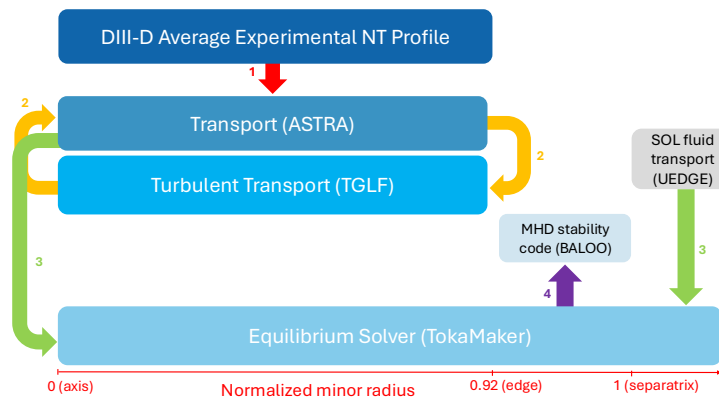 DIII-D Average Experimental NT Profile
1
2
Transport (ASTRA)
2
SOL fluid
transport
(UEDGE)
Turbulent Transport (TGLF)
MHD stability
code (BALOO)
3
3
4
Equilibrium Solver (TokaMaker)
0 (axis)
Normalized minor radius
0.92 (edge)
1 (separatrix)